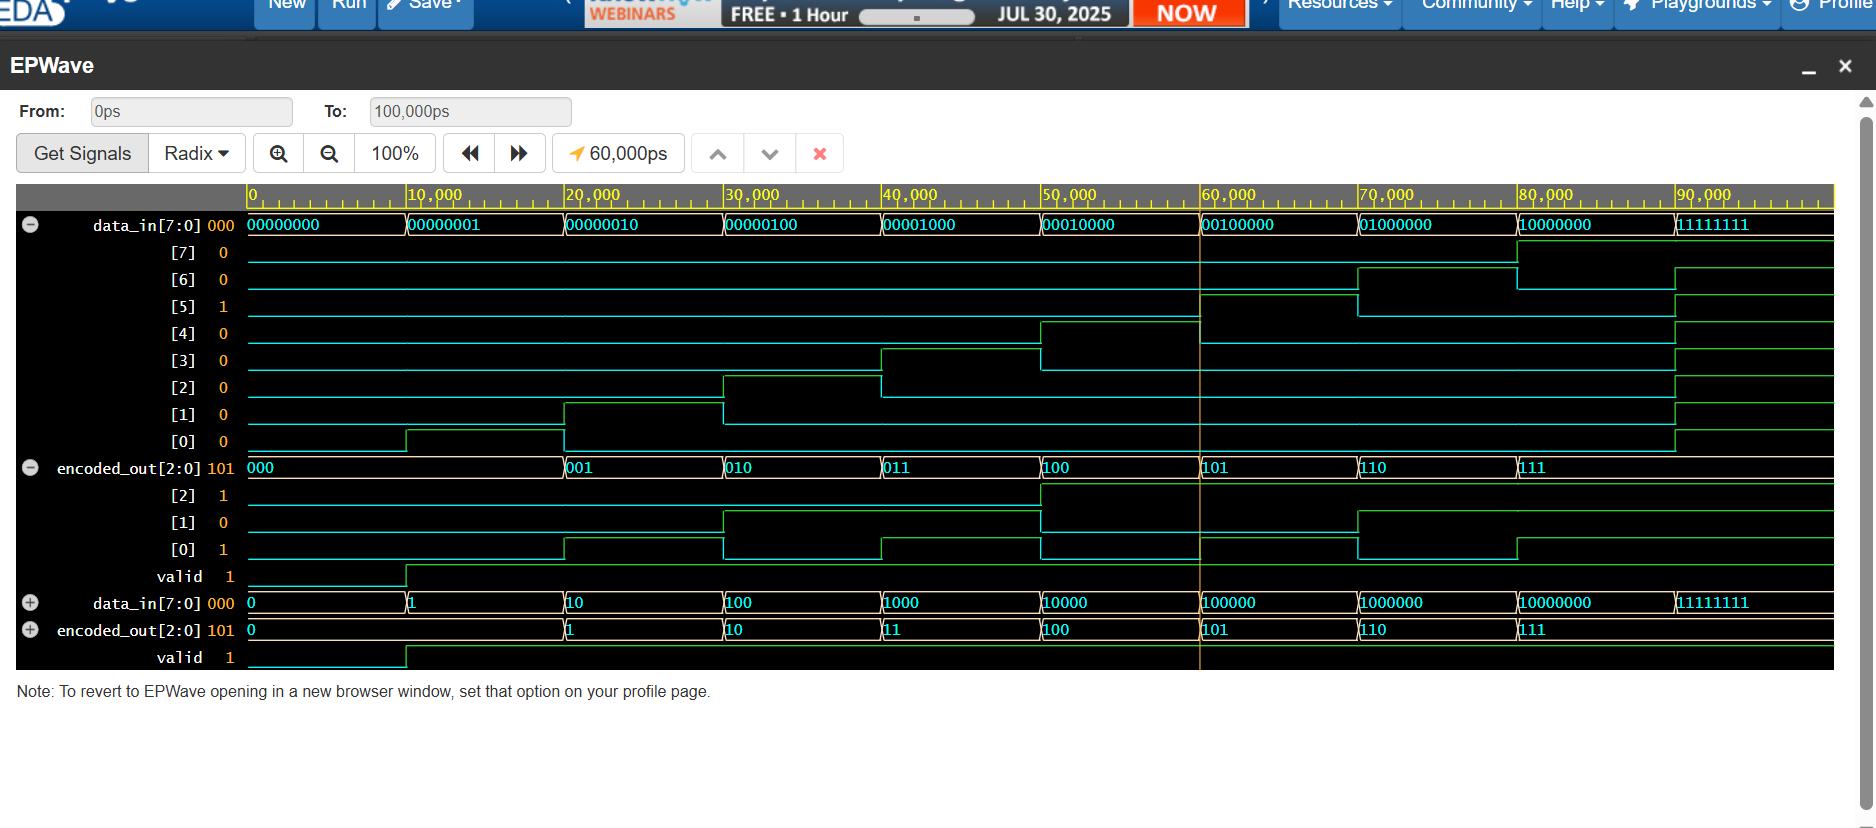 EDA New Run Save Resources Community Help Playgrounds Profile
WEBINARS FREE • 1 Hour JUL 30, 2025 NOW
EPWave
From: 0ps To: 100,000ps
Get Signals Radix 100% 60,000ps
0 10,000 20,000 30,000 40,000 50,000 60,000 70,000 80,000 90,000
data_in[7:0] 000 00000000 00000001 00000010 00000100 00001000 00010000 00100000 01000000 10000000 11111111
[7] 0
[6] 0
[5] 1
[4] 0
[3] 0
[2] 0
[1] 0
[0] 0
encoded_out[2:0] 101 000 001 010 011 100 101 110 111
[2] 1
[1] 0
[0] 1
valid 1
data_in[7:0] 000 0 1 10 100 1000 10000 100000 1000000 10000000 11111111
encoded_out[2:0] 101 0 1 10 11 100 101 110 111
valid 1
Note: To revert to EPWave opening in a new browser window, set that option on your profile page.